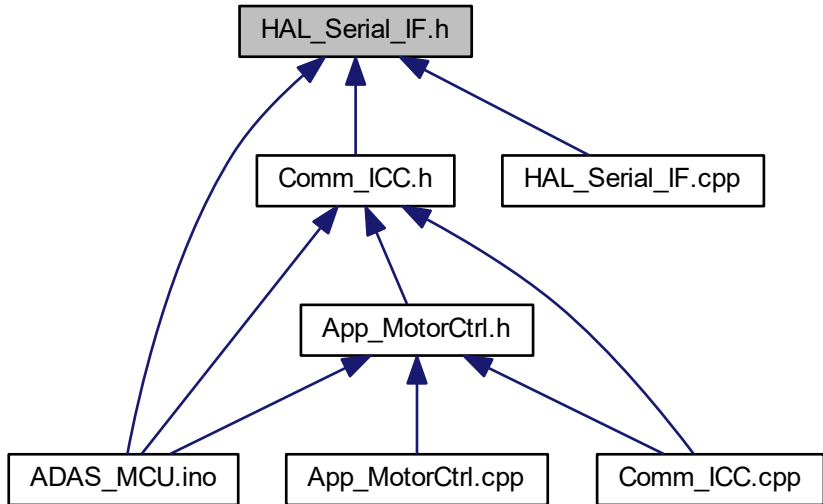 HAL_Serial_IF.h
Comm_ICC.h
HAL_Serial_IF.cpp
App_MotorCtrl.h
ADAS_MCU.ino
App_MotorCtrl.cpp
Comm_ICC.cpp